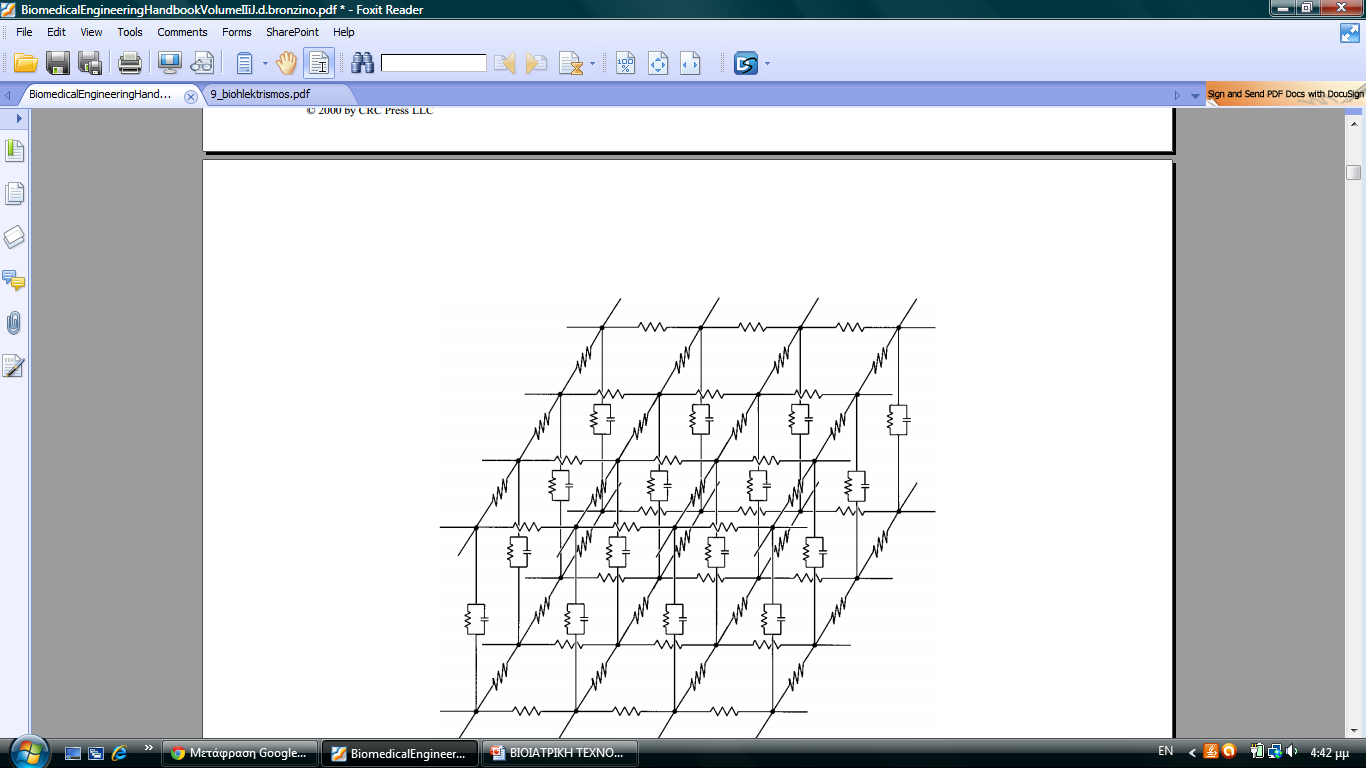 BiomedicalEngineeringHandbookVolumeIIiJ.d.bronzino.pdf * - Foxit Reader
File Edit View Tools Comments Forms SharePoint Help
100
%
BiomedicalEngineeringHand... 9_biohlektrismos.pdf
Sign and Send PDF Docs with DocuSign
© 2000 by CRC Press LLC
Μετάφραση Google... BiomedicalEngineer... ΒΙΟΙΑΤΡΙΚΗ ΤΕΧΝΟ...
EN
4:42 μμ